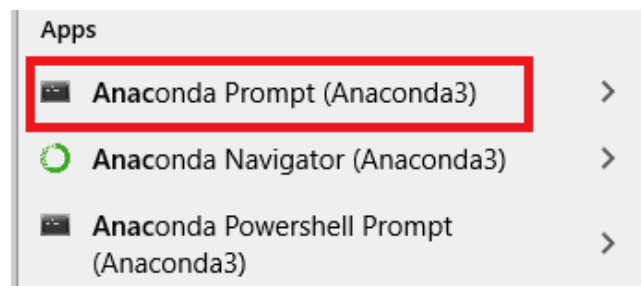 Apps
Anaconda Prompt (Anaconda3)
Anaconda Navigator (Anaconda3)
Anaconda Powershell Prompt
(Anaconda3)